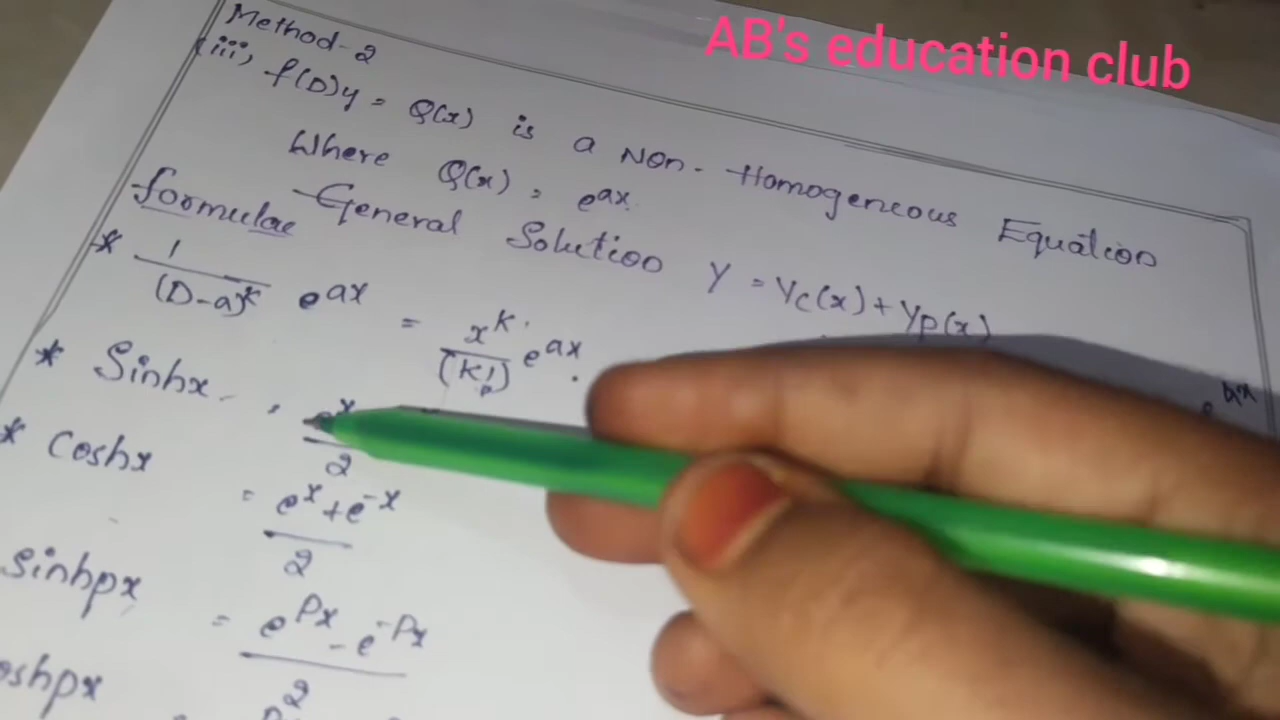 AB's education club
Method-2
(iii) f(D)y = Q(x) is a Non-Homogeneous Equation
Where Q(x) = e^ax.
formulae General Solution y = yc(x) + yp(x)
* 1/(D-a)^k e^ax = x^k/(k!) e^ax.
* Sinhx = e^x / 2
* Coshx = e^x + e^-x / 2
Sinhpx = e^px - e^-px / 2